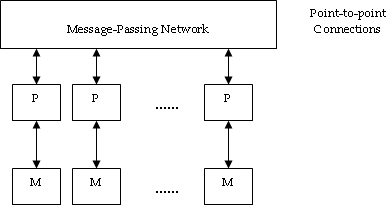 Message-Passing Network
Point-to-point
Connections
P P ...... P
M M ...... M